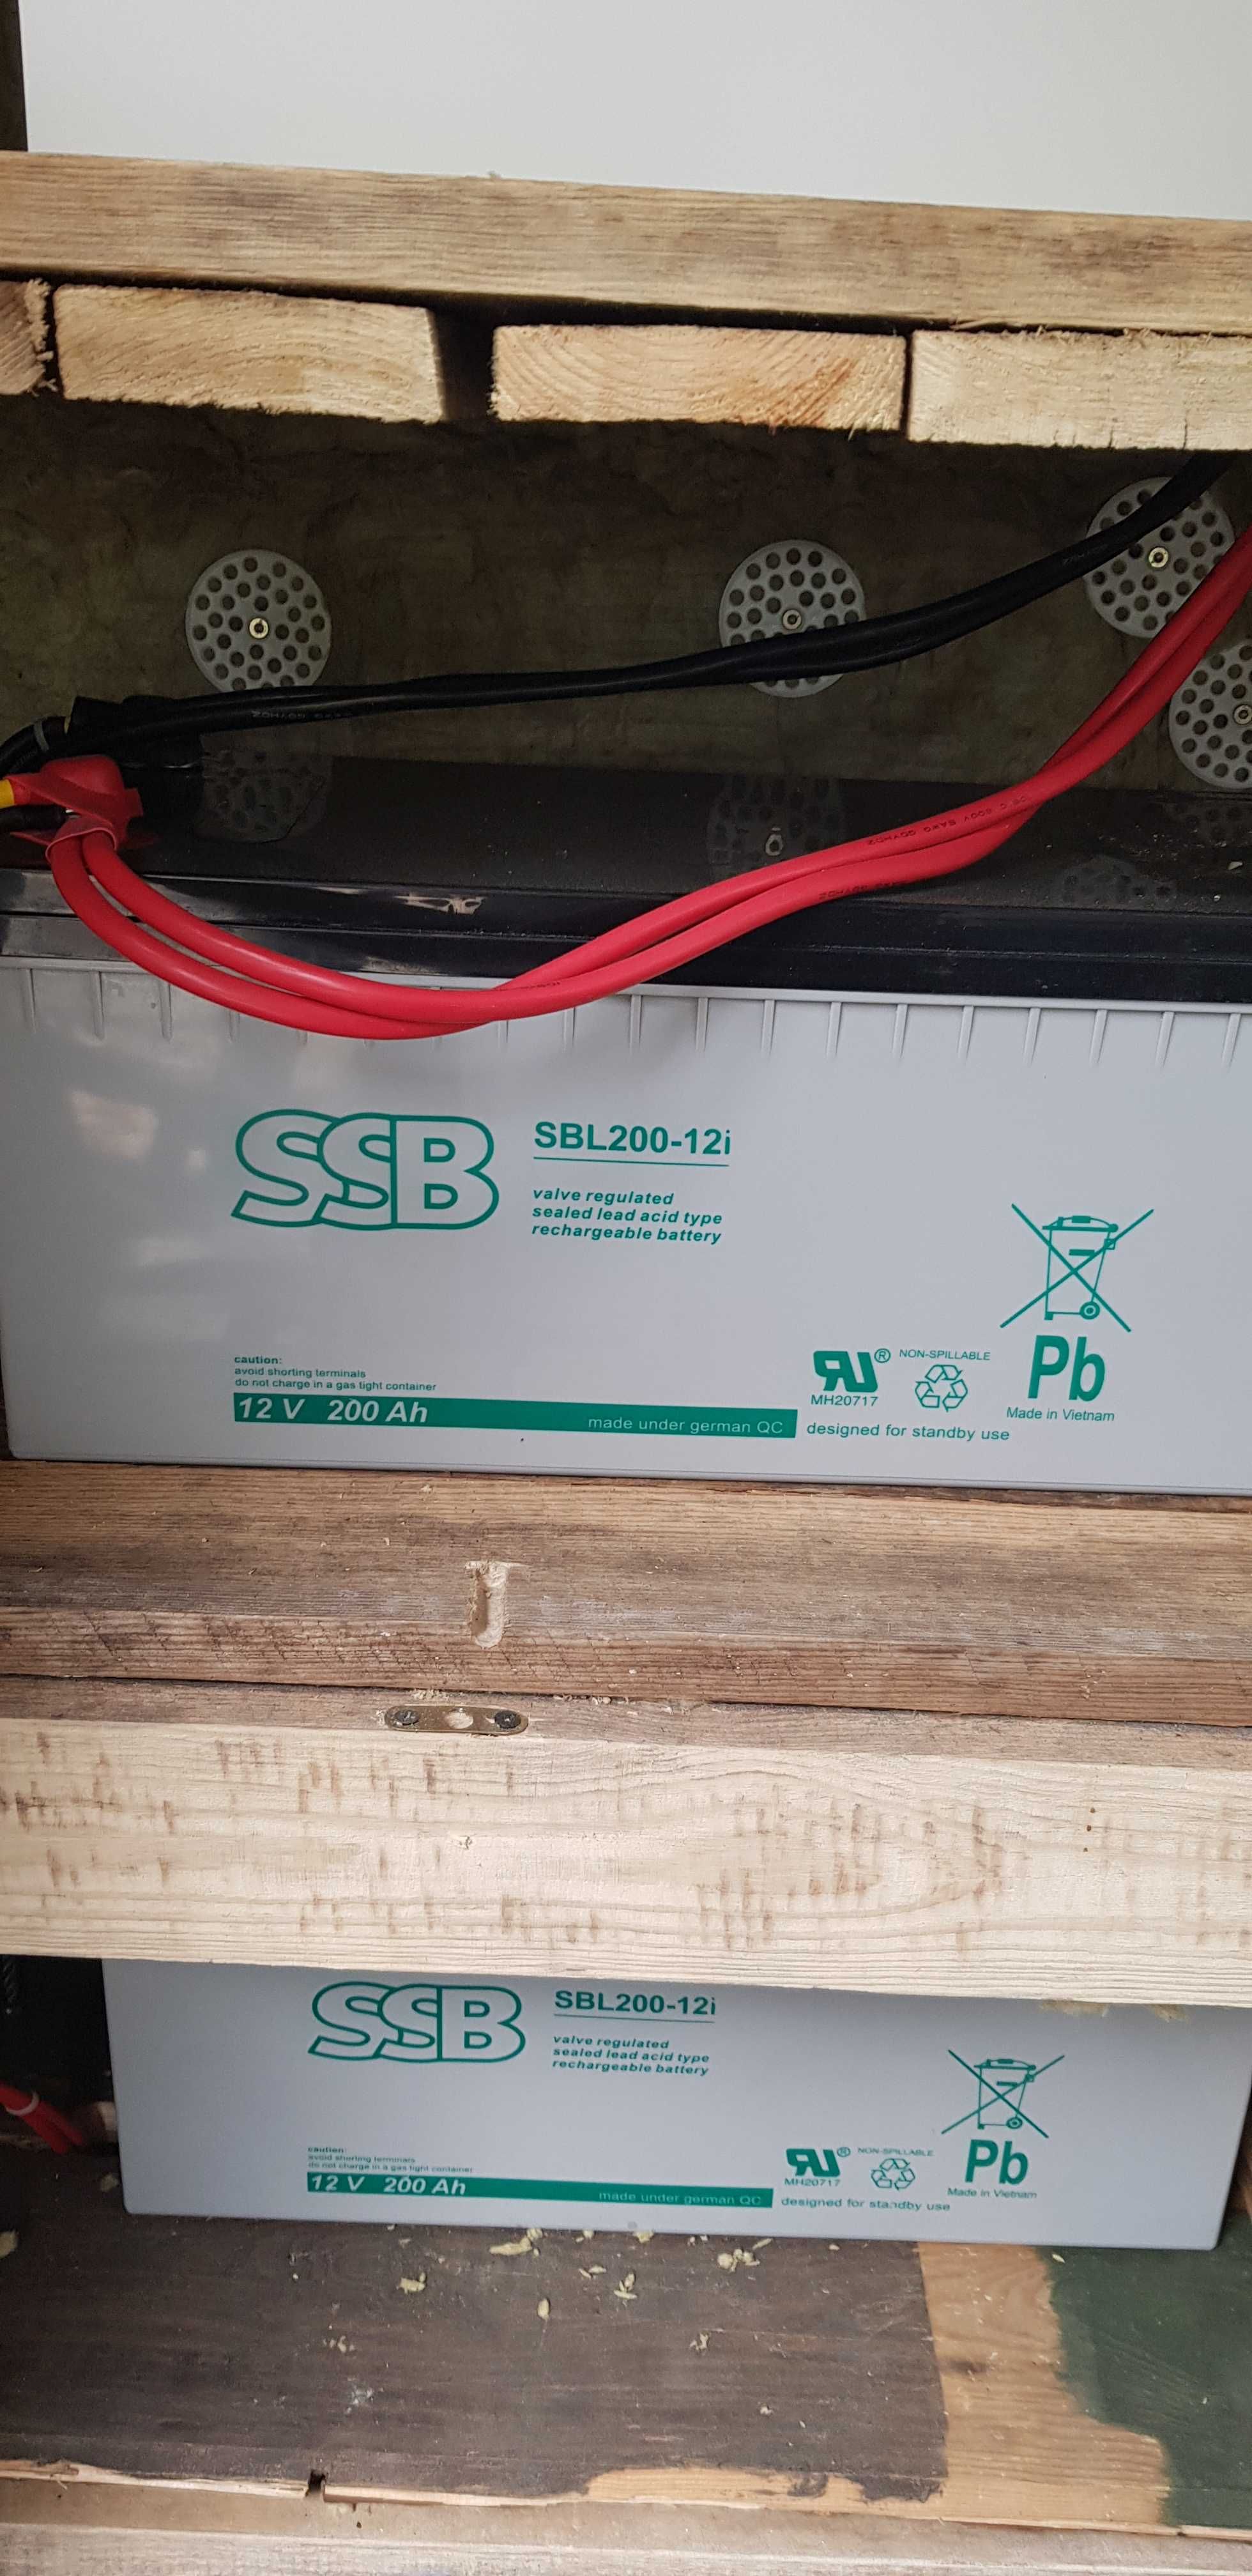 SSB
SBL200-12i
valve regulated
sealed lead acid type
rechargeable battery
caution:
avoid shorting terminals
do not charge in a gas tight container
12 V 200 Ah
made under german QC
designed for standby use
RU®
MH20717
NON-SPILLABLE
Pb
Made in Vietnam
SSB
SBL200-12i
valve regulated
sealed lead acid type
rechargeable battery
caution:
avoid shorting terminals
do not charge in a gas tight container
12 V 200 Ah
made under german QC
designed for standby use
RU®
MH20717
NON-SPILLABLE
Pb
Made in Vietnam